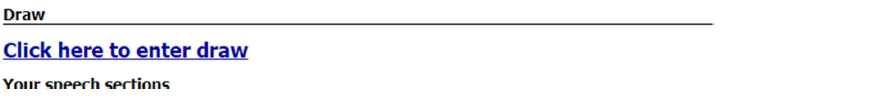 Draw
Click here to enter draw
Your speech sections